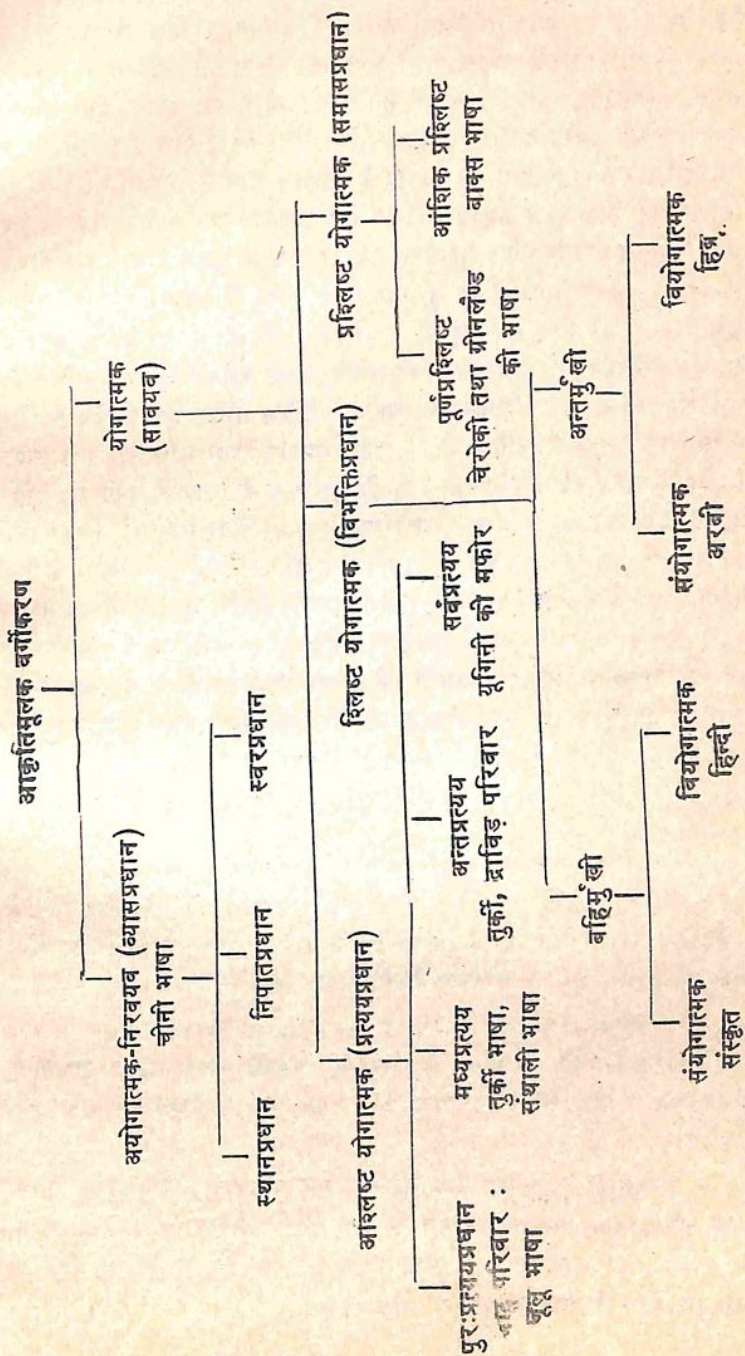 आकृतिमूलक वर्गीकरण
अयोगात्मक-निरवयव (व्यासप्रधान)
चीनी भाषा
योगात्मक
(सावयव)
स्थानप्रधान
निपातप्रधान
स्वरप्रधान
अश्लिष्ट योगात्मक (प्रत्ययप्रधान)
श्लिष्ट योगात्मक (विभक्तिप्रधान)
प्रश्लिष्ट योगात्मक (समासप्रधान)
पुरःप्रत्ययप्रधान
परिवार :
जूलू भाषा
मध्यप्रत्यय
तुर्की भाषा,
संथाली भाषा
अन्तप्रत्यय
तुर्की, द्राविड़ परिवार
सर्वप्रत्यय
यूगिनी की मफोर
पूर्णप्रश्लिष्ट
चेरोकी तथा ग्रीनलैण्ड
की भाषा
आंशिक प्रश्लिष्ट
बाक्स भाषा
बहिर्मुखी
अन्तर्मुखी
संयोगात्मक
संस्कृत
वियोगात्मक
हिन्दी
संयोगात्मक
अरबी
वियोगात्मक
हिब्रू